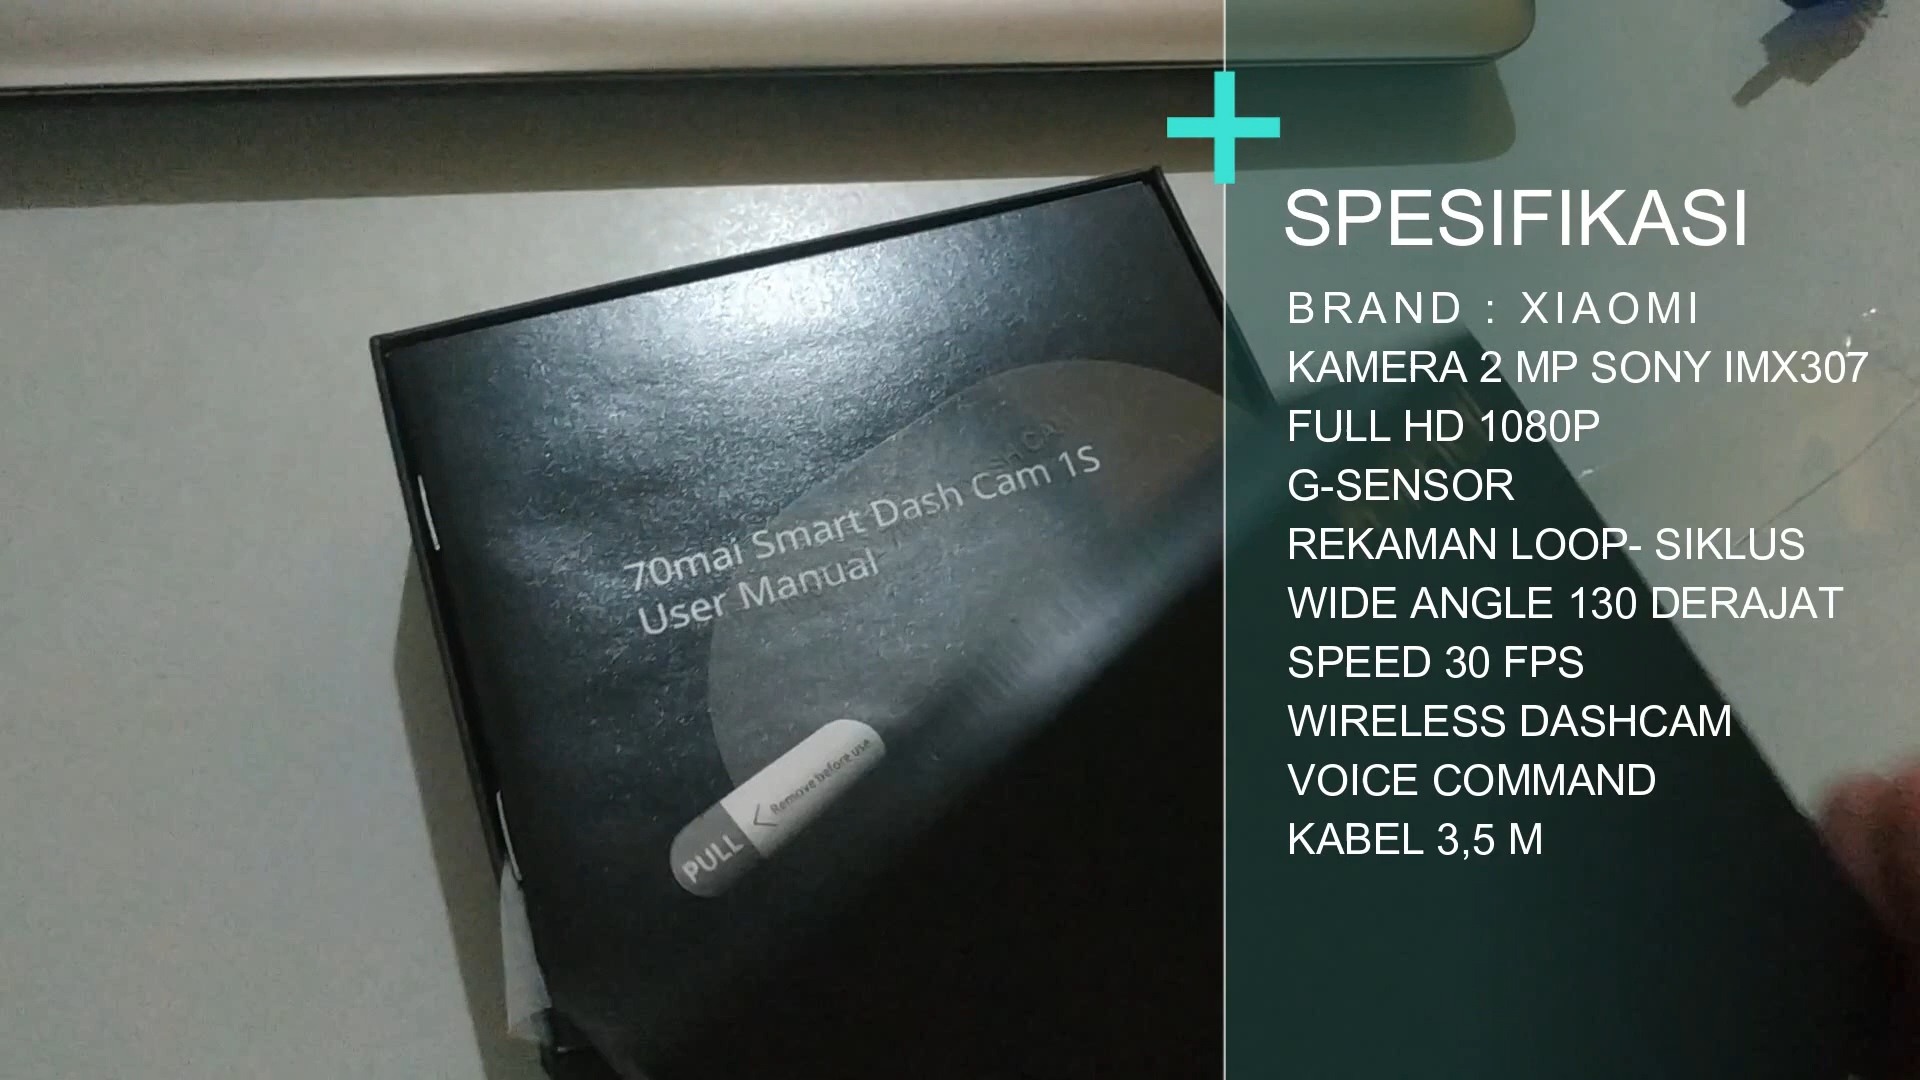 SPESIFIKASI
BRAND : XIAOMI
KAMERA 2 MP SONY IMX307
FULL HD 1080P
G-SENSOR
REKAMAN LOOP- SIKLUS
WIDE ANGLE 130 DERAJAT
SPEED 30 FPS
WIRELESS DASHCAM
VOICE COMMAND
KABEL 3,5 M
70mai Smart Dash Cam 1S
User Manual
PULL
Remove before use